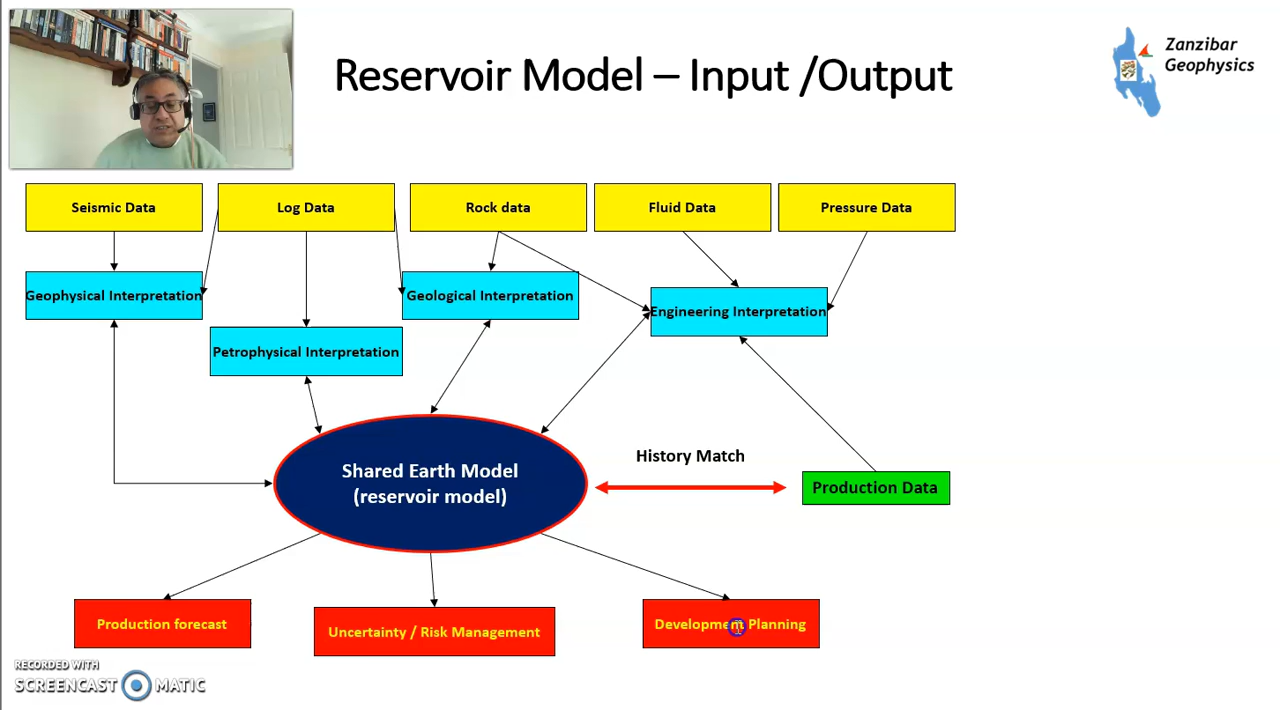 Reservoir Model – Input /Output
Zanzibar
Geophysics
Seismic Data
Log Data
Rock data
Fluid Data
Pressure Data
Geophysical Interpretation
Geological Interpretation
Engineering Interpretation
Petrophysical Interpretation
History Match
Shared Earth Model
(reservoir model)
Production Data
Production forecast
Uncertainty / Risk Management
Development Planning
RECORDED WITH
SCREENCAST MATIC